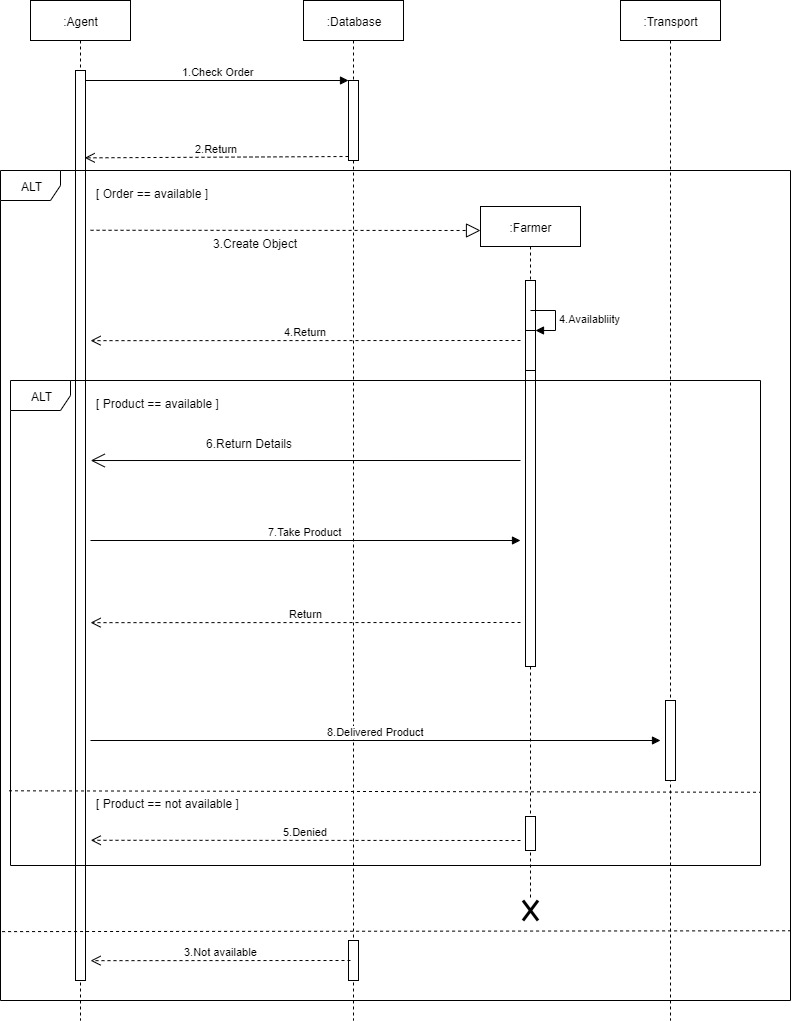 :Agent
:Database
:Transport
1.Check Order
2.Return
ALT
[ Order == available ]
:Farmer
3.Create Object
4.Availabliity
4.Return
ALT
[ Product == available ]
6.Return Details
7.Take Product
Return
8.Delivered Product
[ Product == not available ]
5.Denied
3.Not available